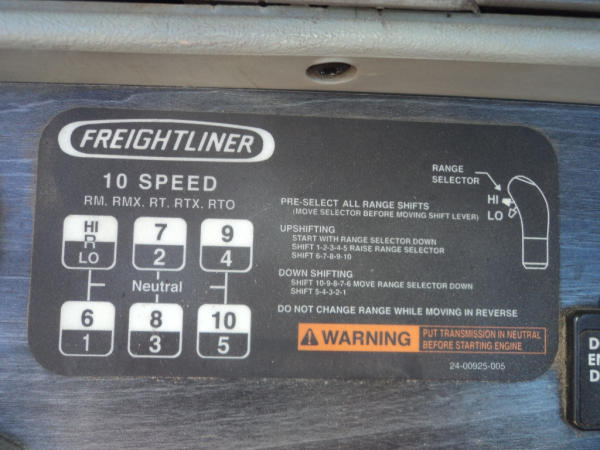 FREIGHTLINER
10 SPEED
RM. RMX. RT. RTX. RTO
HI
R
LO
7
2
9
4
Neutral
6
1
8
3
10
5
RANGE
SELECTOR
HI
LO
PRE-SELECT ALL RANGE SHIFTS
(MOVE SELECTOR BEFORE MOVING SHIFT LEVER)
UPSHIFTING
START WITH RANGE SELECTOR DOWN
SHIFT 1-2-3-4-5 RAISE RANGE SELECTOR
SHIFT 6-7-8-9-10
DOWN SHIFTING
SHIFT 10-9-8-7-6 MOVE RANGE SELECTOR DOWN
SHIFT 5-4-3-2-1
DO NOT CHANGE RANGE WHILE MOVING IN REVERSE
WARNING
PUT TRANSMISSION IN NEUTRAL
BEFORE STARTING ENGINE
24-00925-005